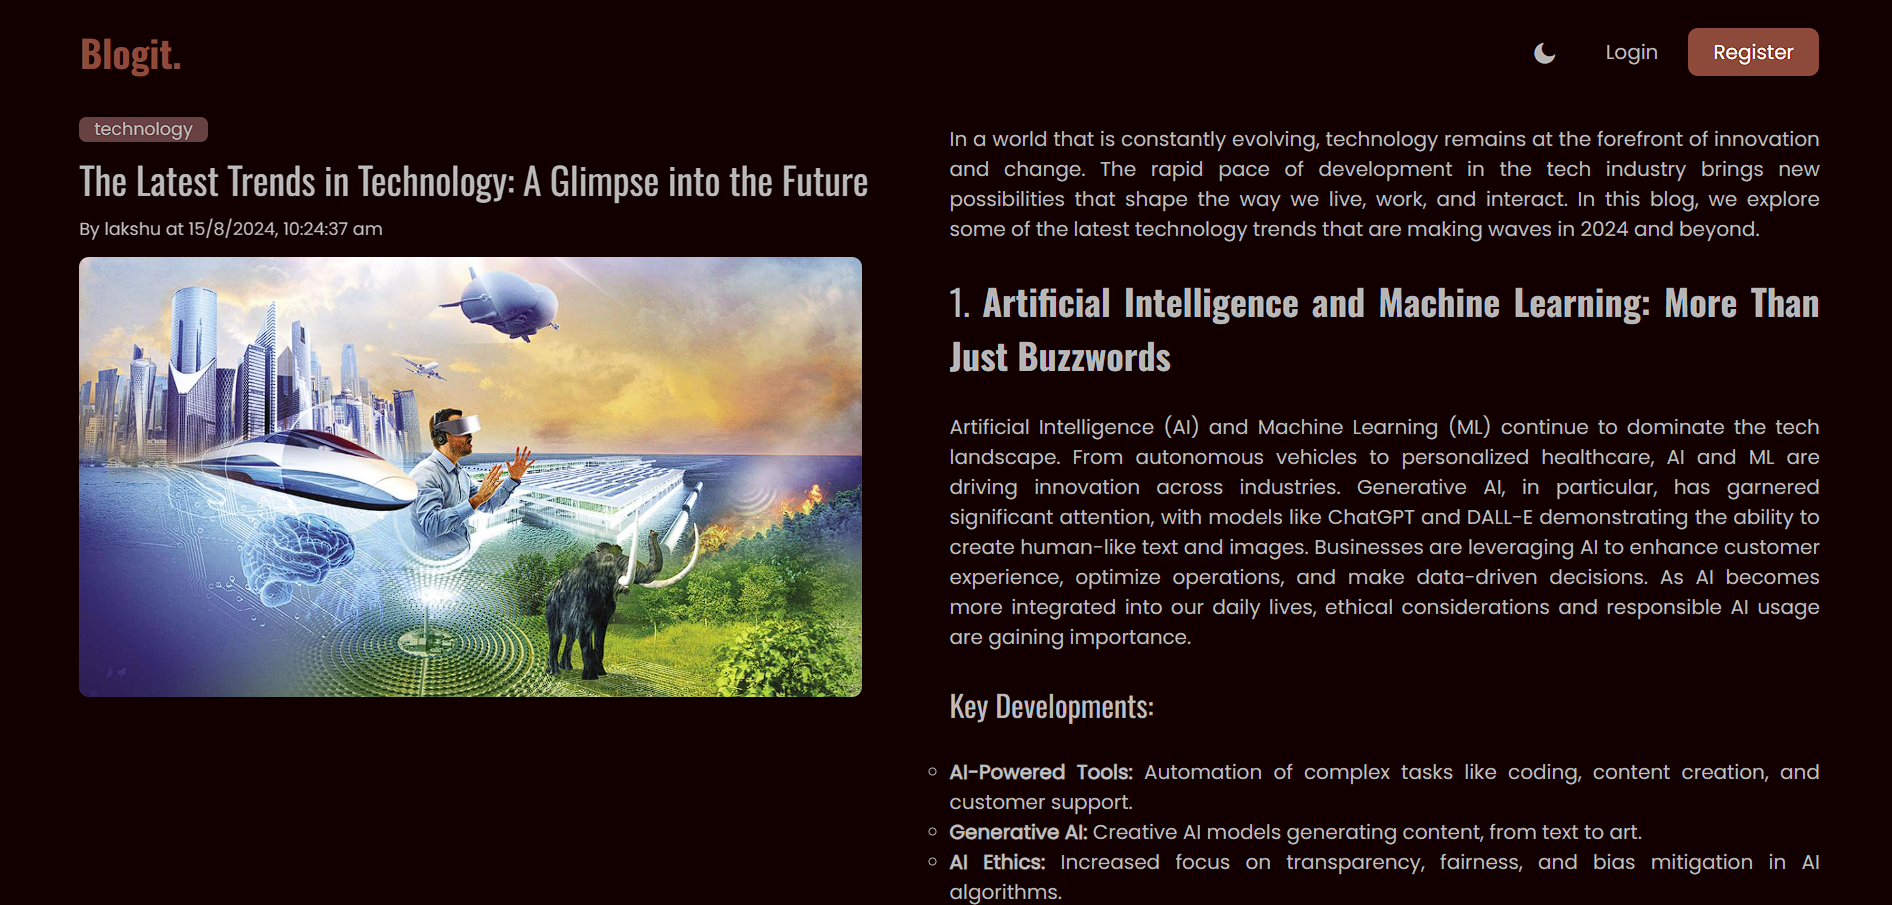 Blogit.
Login
Register
technology
The Latest Trends in Technology: A Glimpse into the Future
By lakshu at 15/8/2024, 10:24:37 am
In a world that is constantly evolving, technology remains at the forefront of innovation
and change. The rapid pace of development in the tech industry brings new
possibilities that shape the way we live, work, and interact. In this blog, we explore
some of the latest technology trends that are making waves in 2024 and beyond.
1. Artificial Intelligence and Machine Learning: More Than
Just Buzzwords
Artificial Intelligence (AI) and Machine Learning (ML) continue to dominate the tech
landscape. From autonomous vehicles to personalized healthcare, AI and ML are
driving innovation across industries. Generative AI, in particular, has garnered
significant attention, with models like ChatGPT and DALL-E demonstrating the ability to
create human-like text and images. Businesses are leveraging AI to enhance customer
experience, optimize operations, and make data-driven decisions. As AI becomes
more integrated into our daily lives, ethical considerations and responsible AI usage
are gaining importance.
Key Developments:
AI-Powered Tools: Automation of complex tasks like coding, content creation, and
customer support.
Generative AI: Creative AI models generating content, from text to art.
AI Ethics: Increased focus on transparency, fairness, and bias mitigation in AI
algorithms.